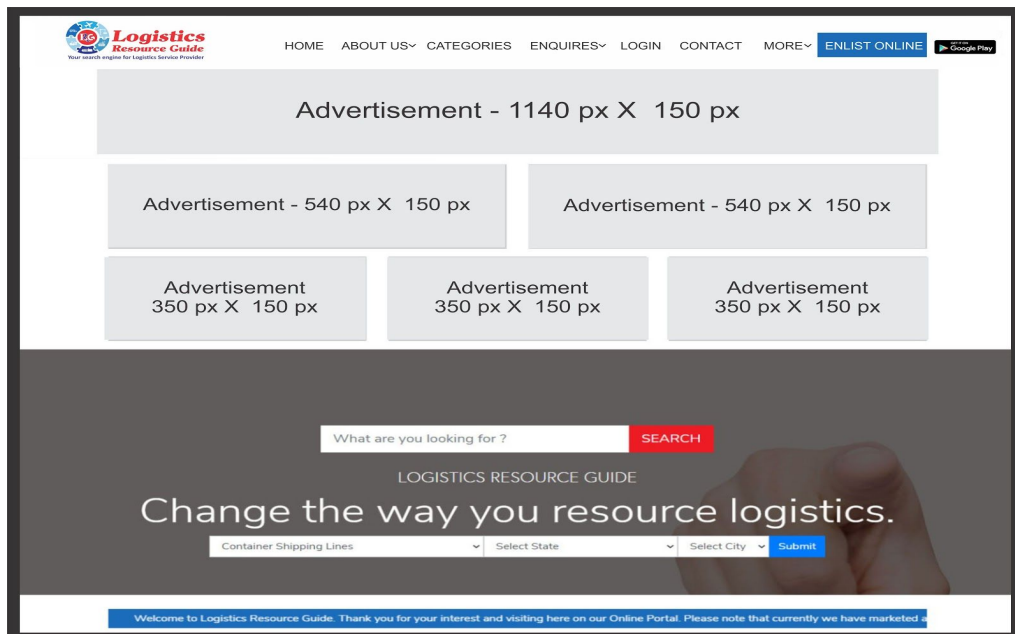 LG
Logistics
Resource Guide
Your search engine for Logistics Service Provider
HOME ABOUT US CATEGORIES ENQUIRES LOGIN CONTACT MORE ENLIST ONLINE
GET IT ON
Google Play
Advertisement - 1140 px X 150 px
Advertisement - 540 px X 150 px
Advertisement - 540 px X 150 px
Advertisement
350 px X 150 px
Advertisement
350 px X 150 px
Advertisement
350 px X 150 px
What are you looking for ? SEARCH
LOGISTICS RESOURCE GUIDE
Change the way you resource logistics.
Container Shipping Lines Select State Select City Submit
Welcome to Logistics Resource Guide. Thank you for your interest and visiting here on our Online Portal. Please note that currently we have marketed a